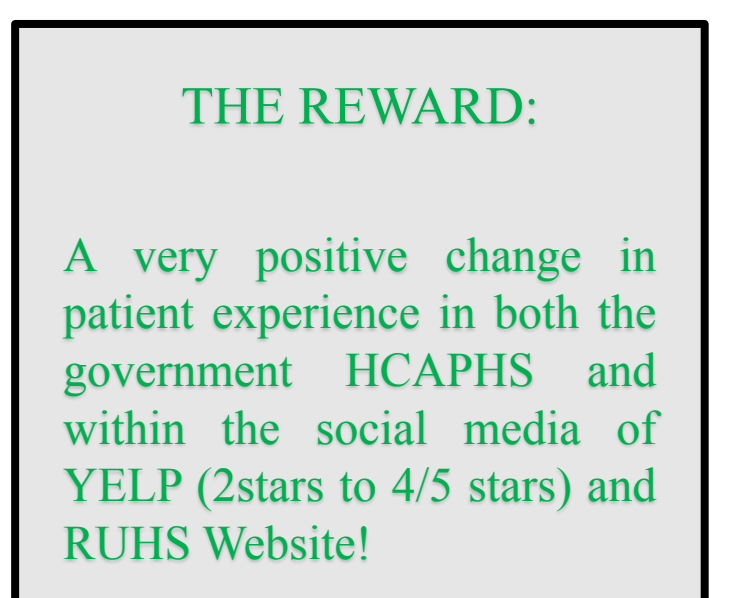 THE REWARD:
A very positive change in
patient experience in both the
government HCAPHS and
within the social media of
YELP (2stars to 4/5 stars) and
RUHS Website!